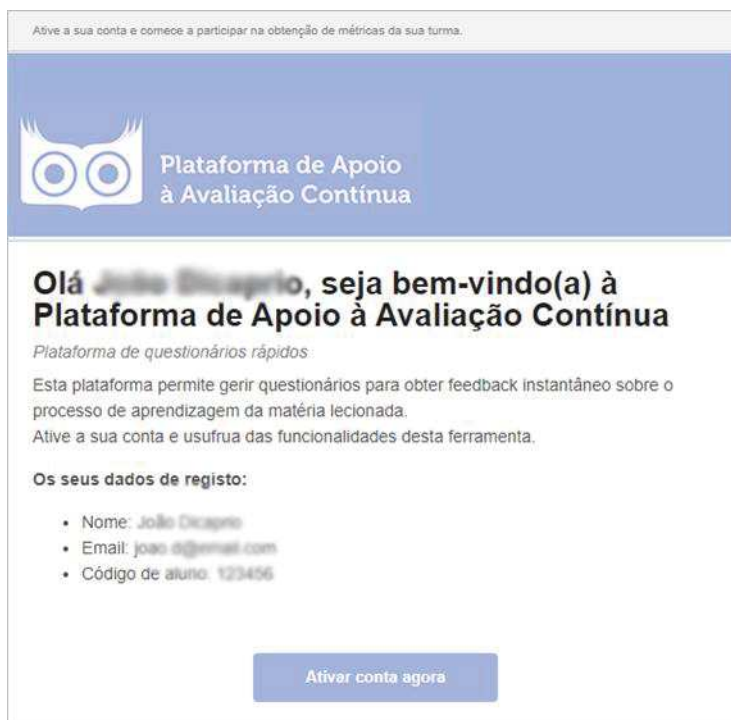 Ative a sua conta e comece a participar na obtenção de métricas da sua turma.
Plataforma de Apoio
à Avaliação Contínua
Olá , seja bem-vindo(a) à
Plataforma de Apoio à Avaliação Contínua
Plataforma de questionários rápidos
Esta plataforma permite gerir questionários para obter feedback instantâneo sobre o
processo de aprendizagem da matéria lecionada.
Ative a sua conta e usufrua das funcionalidades desta ferramenta.
Os seus dados de registo:
• Nome:
• Email:
• Código de aluno:
Ativar conta agora